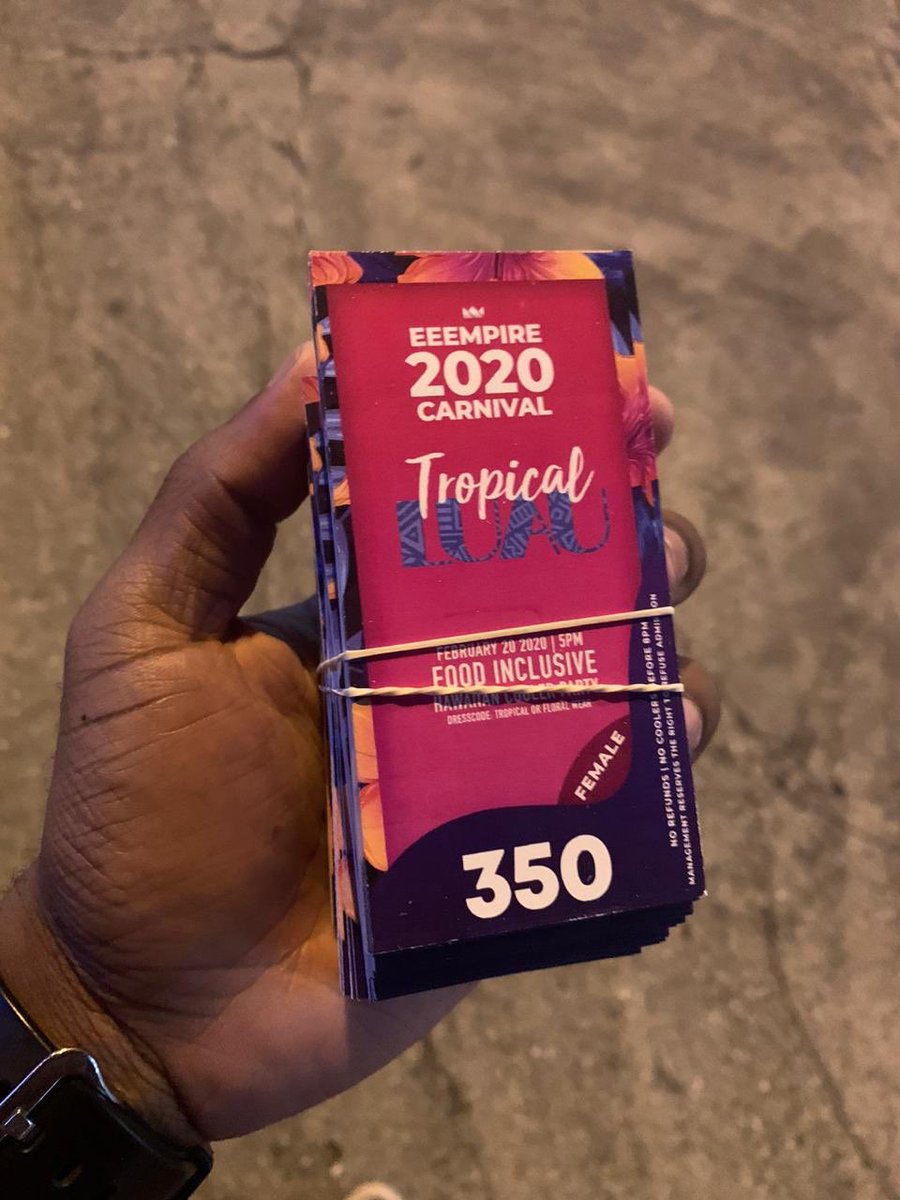 EEEMPIRE
2020
CARNIVAL
Tropical
LUAU
FEBRUARY 20 2020 | 5PM
FOOD INCLUSIVE
HAWAIIAN COOLER PARTY
DRESSCODE: TROPICAL OR FLORAL WEAR
FEMALE
350
NO REFUNDS | NO COOLERS BEFORE 8PM
MANAGEMENT RESERVES THE RIGHT TO REFUSE ADMISSION